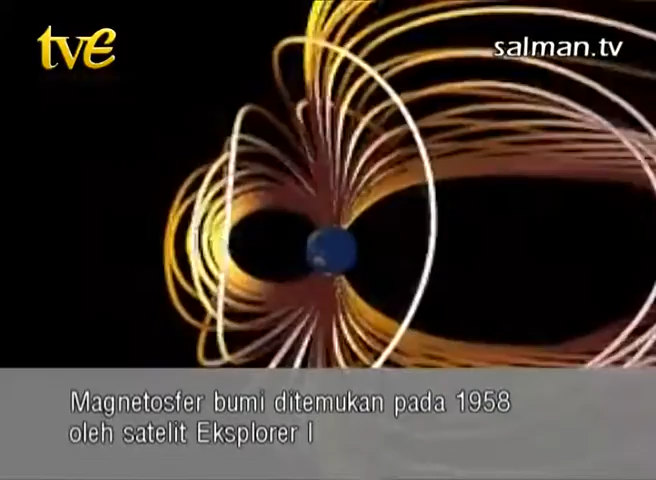 tve
salman.tv
Magnetosfer bumi ditemukan pada 1958
oleh satelit Eksplorer I